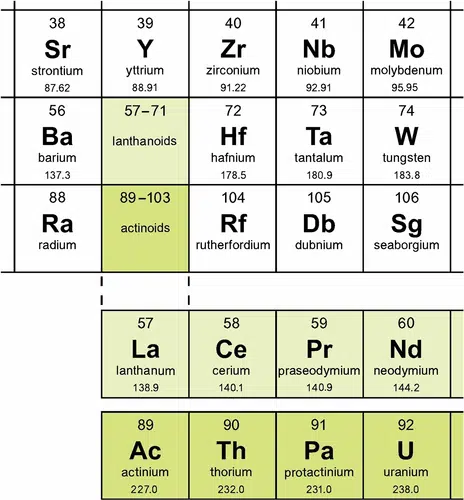 38 39 40 41 42
Sr Y Zr Nb Mo
strontium yttrium zirconium niobium molybdenum
87.62 88.91 91.22 92.91 95.95
56 57–71 72 73 74
Ba lanthanoids Hf Ta W
barium hafnium tantalum tungsten
137.3 178.5 180.9 183.8
88 89–103 104 105 106
Ra actinoids Rf Db Sg
radium rutherfordium dubnium seaborgium
57 58 59 60
La Ce Pr Nd
lanthanum cerium praseodymium neodymium
138.9 140.1 140.9 144.2
89 90 91 92
Ac Th Pa U
actinium thorium protactinium uranium
227.0 232.0 231.0 238.0